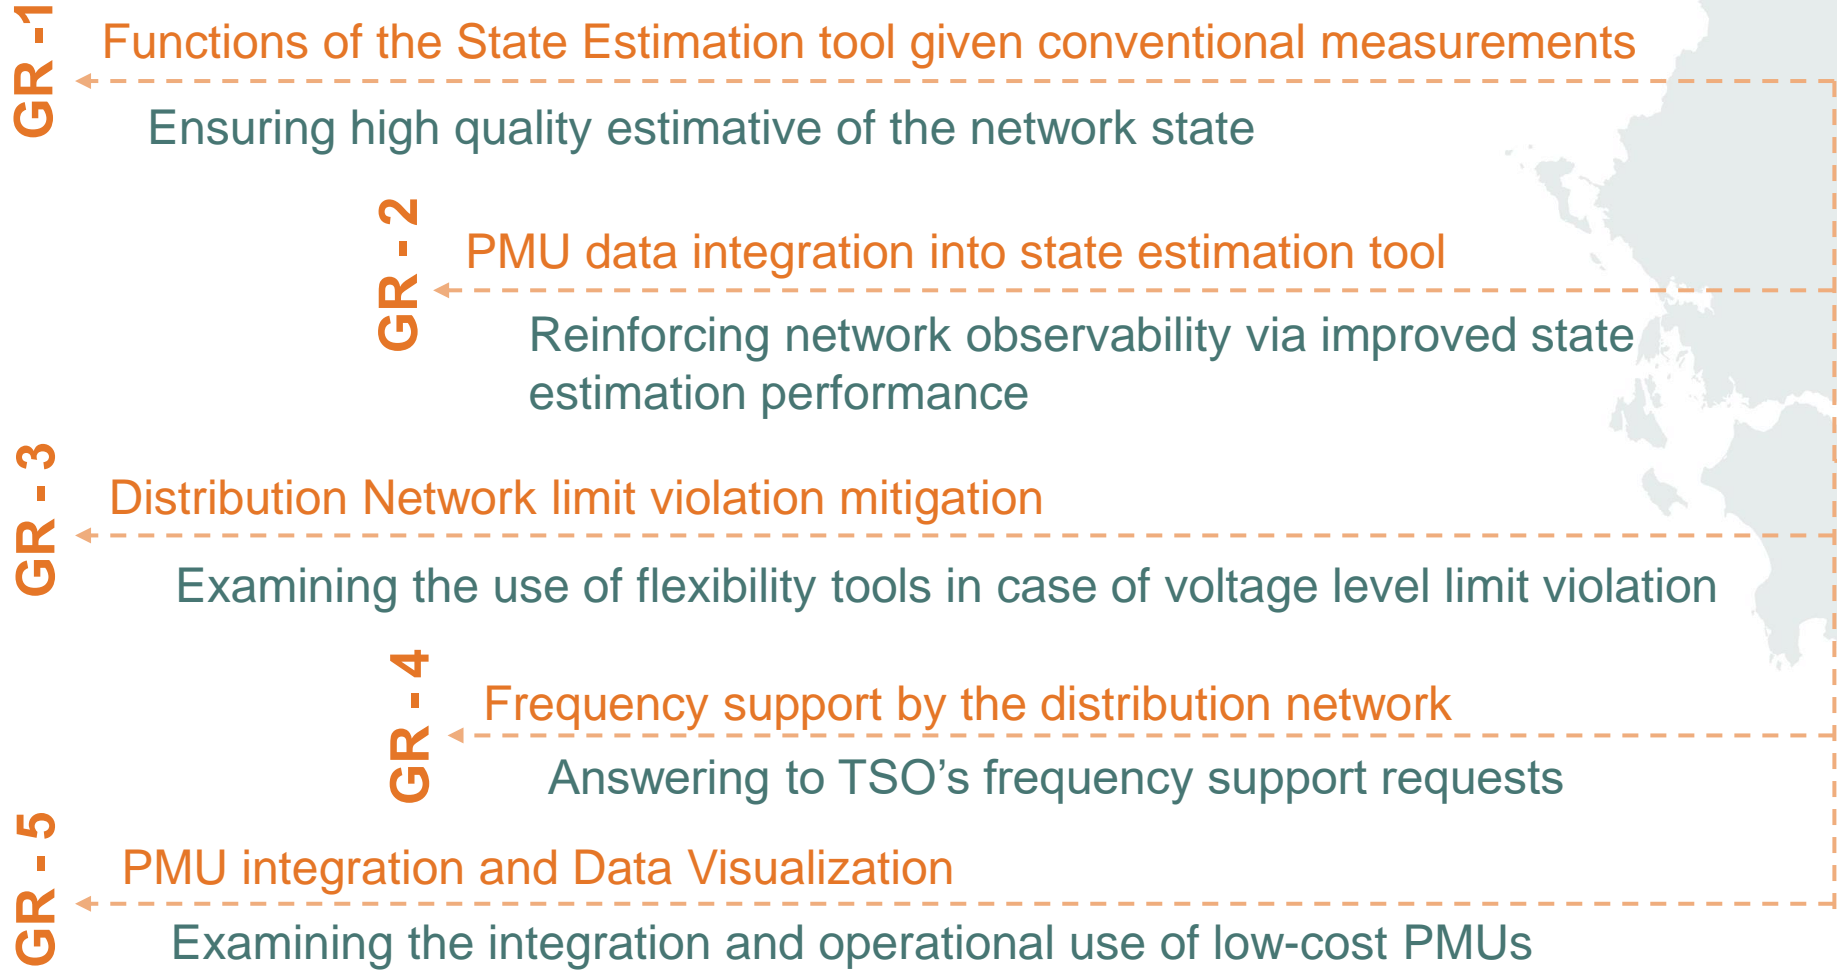 GR -1
Functions of the State Estimation tool given conventional measurements
Ensuring high quality estimative of the network state
GR - 2
PMU data integration into state estimation tool
Reinforcing network observability via improved state
estimation performance
GR - 3
Distribution Network limit violation mitigation
Examining the use of flexibility tools in case of voltage level limit violation
GR - 4
Frequency support by the distribution network
Answering to TSO’s frequency support requests
GR - 5
PMU integration and Data Visualization
Examining the integration and operational use of low-cost PMUs